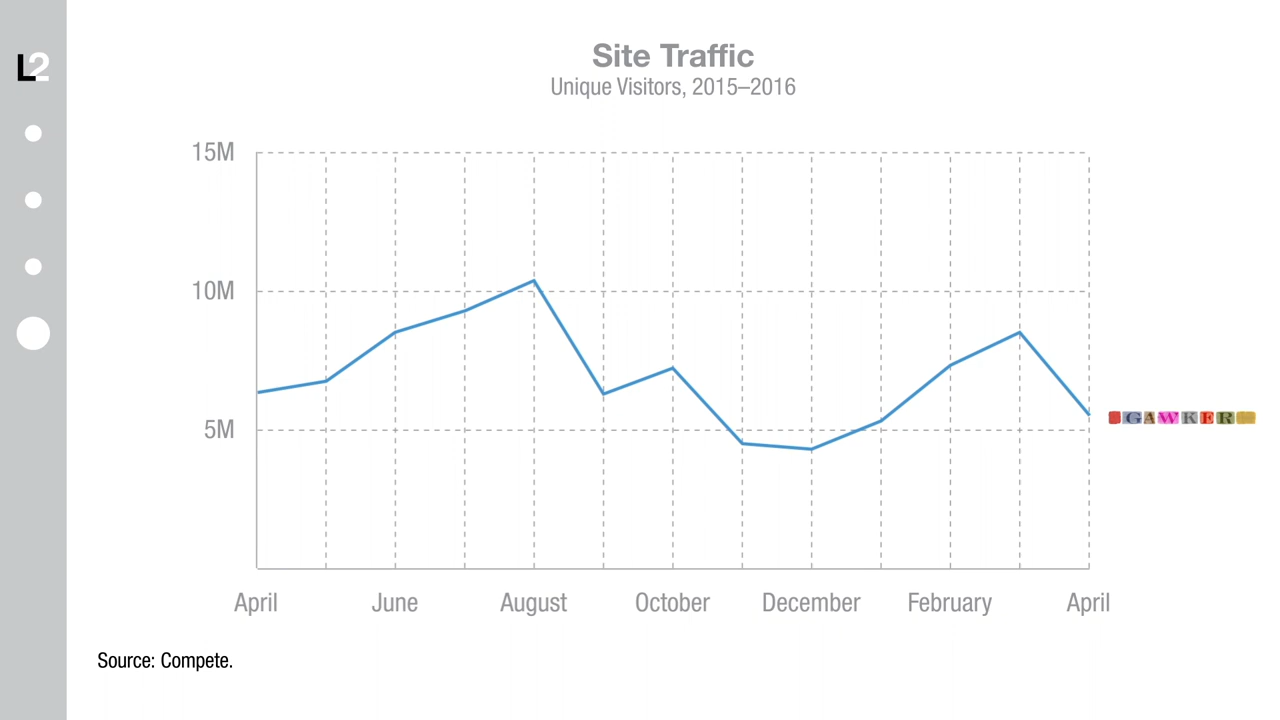 L2
Site Traffic
Unique Visitors, 2015–2016
15M
10M
5M
GAWKER
April June August October December February April
Source: Compete.